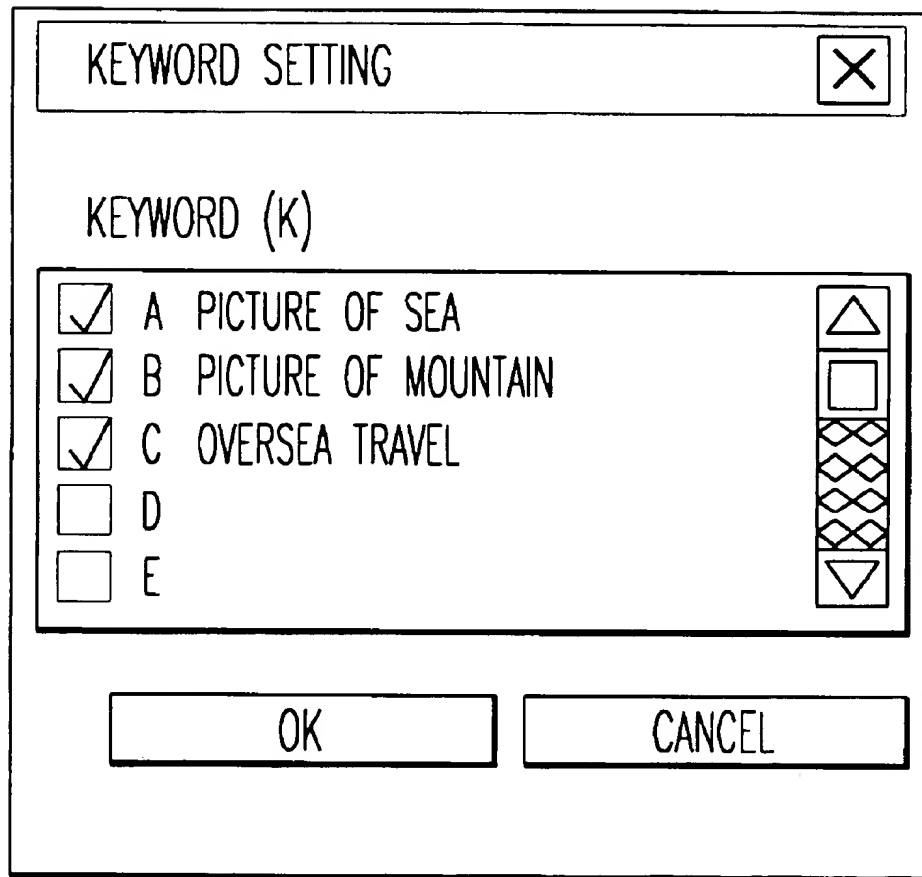 KEYWORD SETTING
KEYWORD (K)
A PICTURE OF SEA
B PICTURE OF MOUNTAIN
C OVERSEA TRAVEL
D
E
OK CANCEL